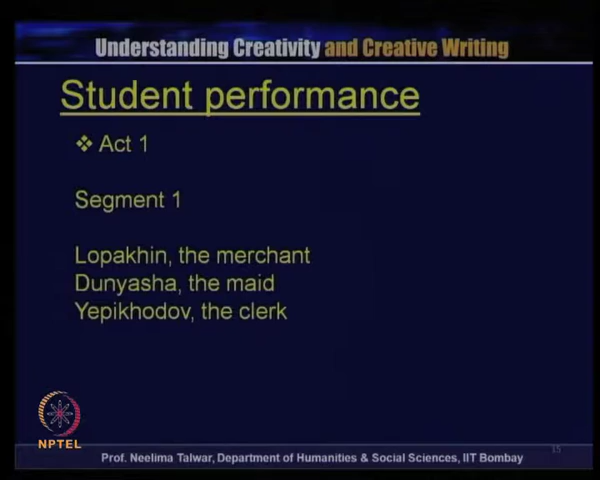 Understanding Creativity and Creative Writing
Student performance
❖ Act 1
Segment 1
Lopakhin, the merchant
Dunyasha, the maid
Yepikhodov, the clerk
NPTEL
15
Prof. Neelima Talwar, Department of Humanities & Social Sciences, IIT Bombay